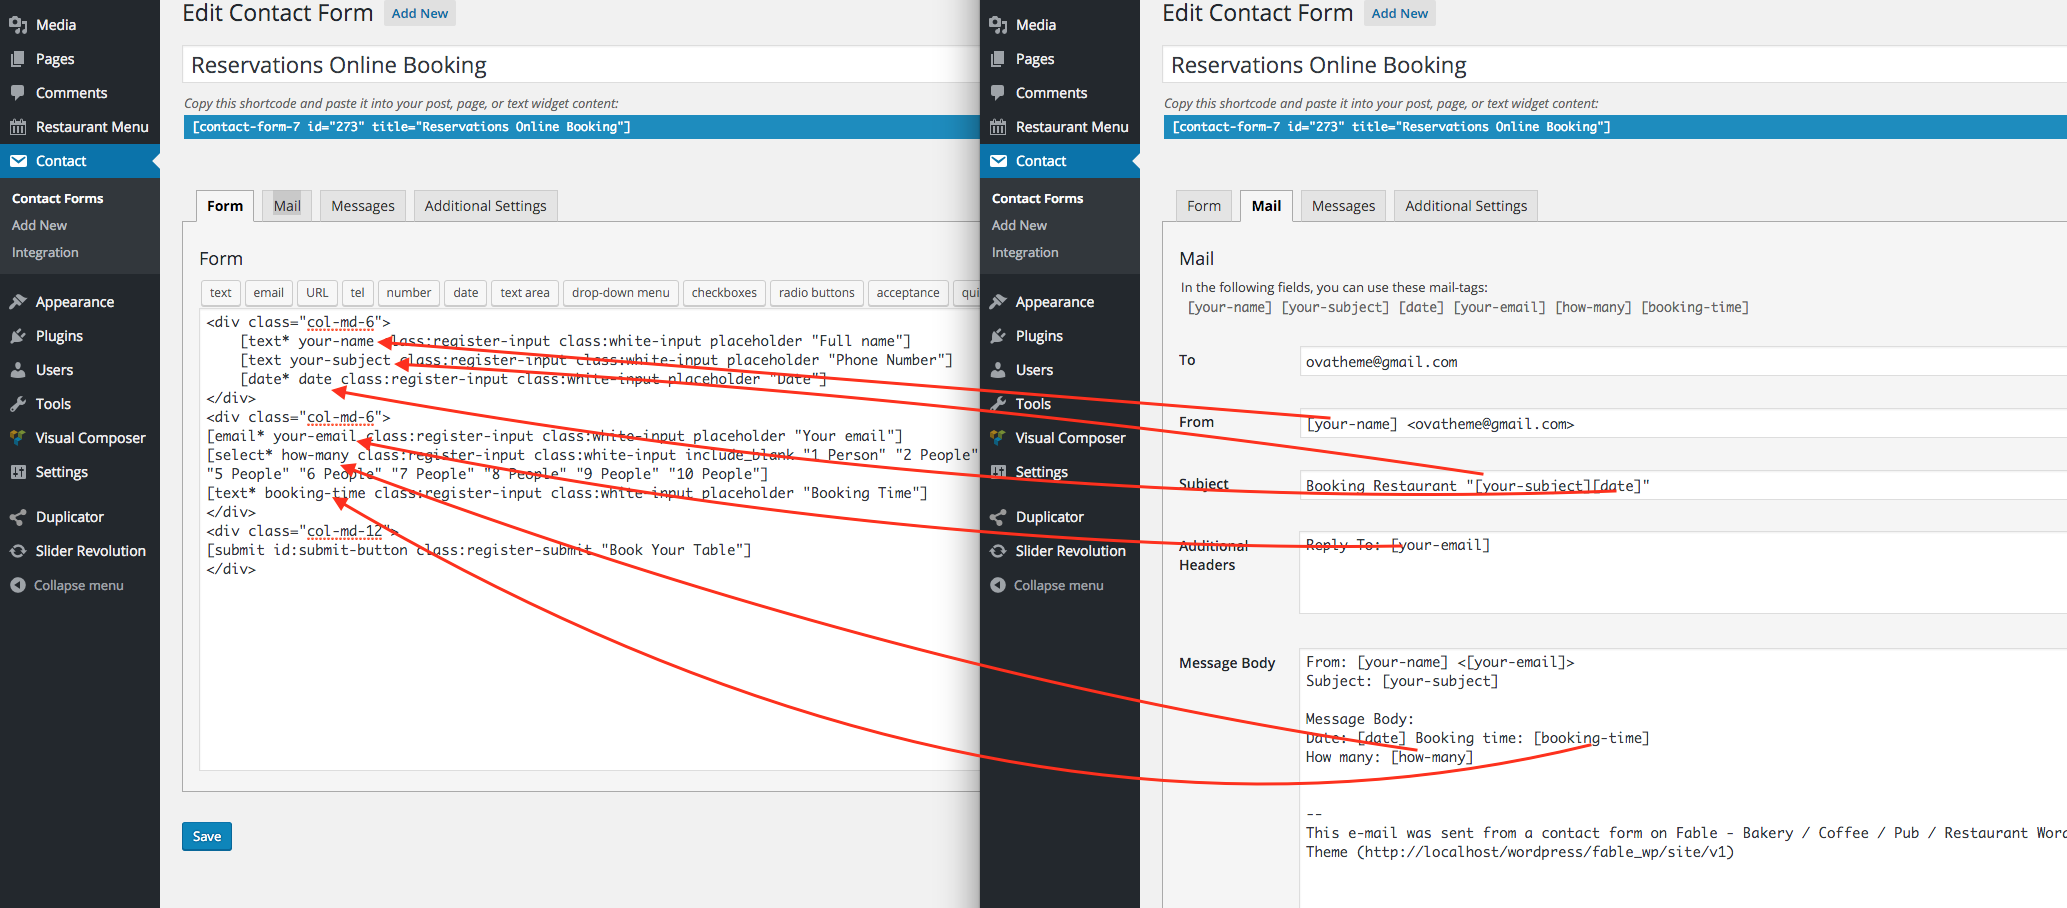 Media
Pages
Comments
Restaurant Menu
Contact
Contact Forms
Add New
Integration
Appearance
Plugins
Users
Tools
Visual Composer
Settings
Duplicator
Slider Revolution
Collapse menu
Edit Contact Form Add New
Reservations Online Booking
Copy this shortcode and paste it into your post, page, or text widget content:
[contact-form-7 id="273" title="Reservations Online Booking"]
Form Mail Messages Additional Settings
Form
text email URL tel number date text area drop-down menu checkboxes radio buttons acceptance qui
<div class="col-md-6">
[text* your-name class:register-input class:white-input placeholder "Full name"]
[text your-subject class:register-input class:white-input placeholder "Phone Number"]
[date* date class:register-input class:white-input placeholder "Date"]
</div>
<div class="col-md-6">
[email* your-email class:register-input class:white-input placeholder "Your email"]
[select* how-many class:register-input class:white-input include_blank "1 Person" "2 People"
"5 People" "6 People" "7 People" "8 People" "9 People" "10 People"]
[text* booking-time class:register-input class:white-input placeholder "Booking Time"]
</div>
<div class="col-md-12">
[submit id:submit-button class:register-submit "Book Your Table"]
</div>
Save
Media
Pages
Comments
Restaurant Menu
Contact
Contact Forms
Add New
Integration
Appearance
Plugins
Users
Tools
Visual Composer
Settings
Duplicator
Slider Revolution
Collapse menu
Edit Contact Form Add New
Reservations Online Booking
Copy this shortcode and paste it into your post, page, or text widget content:
[contact-form-7 id="273" title="Reservations Online Booking"]
Form Mail Messages Additional Settings
Mail
In the following fields, you can use these mail-tags:
[your-name] [your-subject] [date] [your-email] [how-many] [booking-time]
To ovatheme@gmail.com
From [your-name] <ovatheme@gmail.com>
Subject Booking Restaurant "[your-subject][date]"
Additional Headers Reply-To: [your-email]
Message Body From: [your-name] <[your-email]>
Subject: [your-subject]
Message Body:
Date: [date] Booking time: [booking-time]
How many: [how-many]
--
This e-mail was sent from a contact form on Fable - Bakery / Coffee / Pub / Restaurant Word
Theme (http://localhost/wordpress/fable_wp/site/v1)